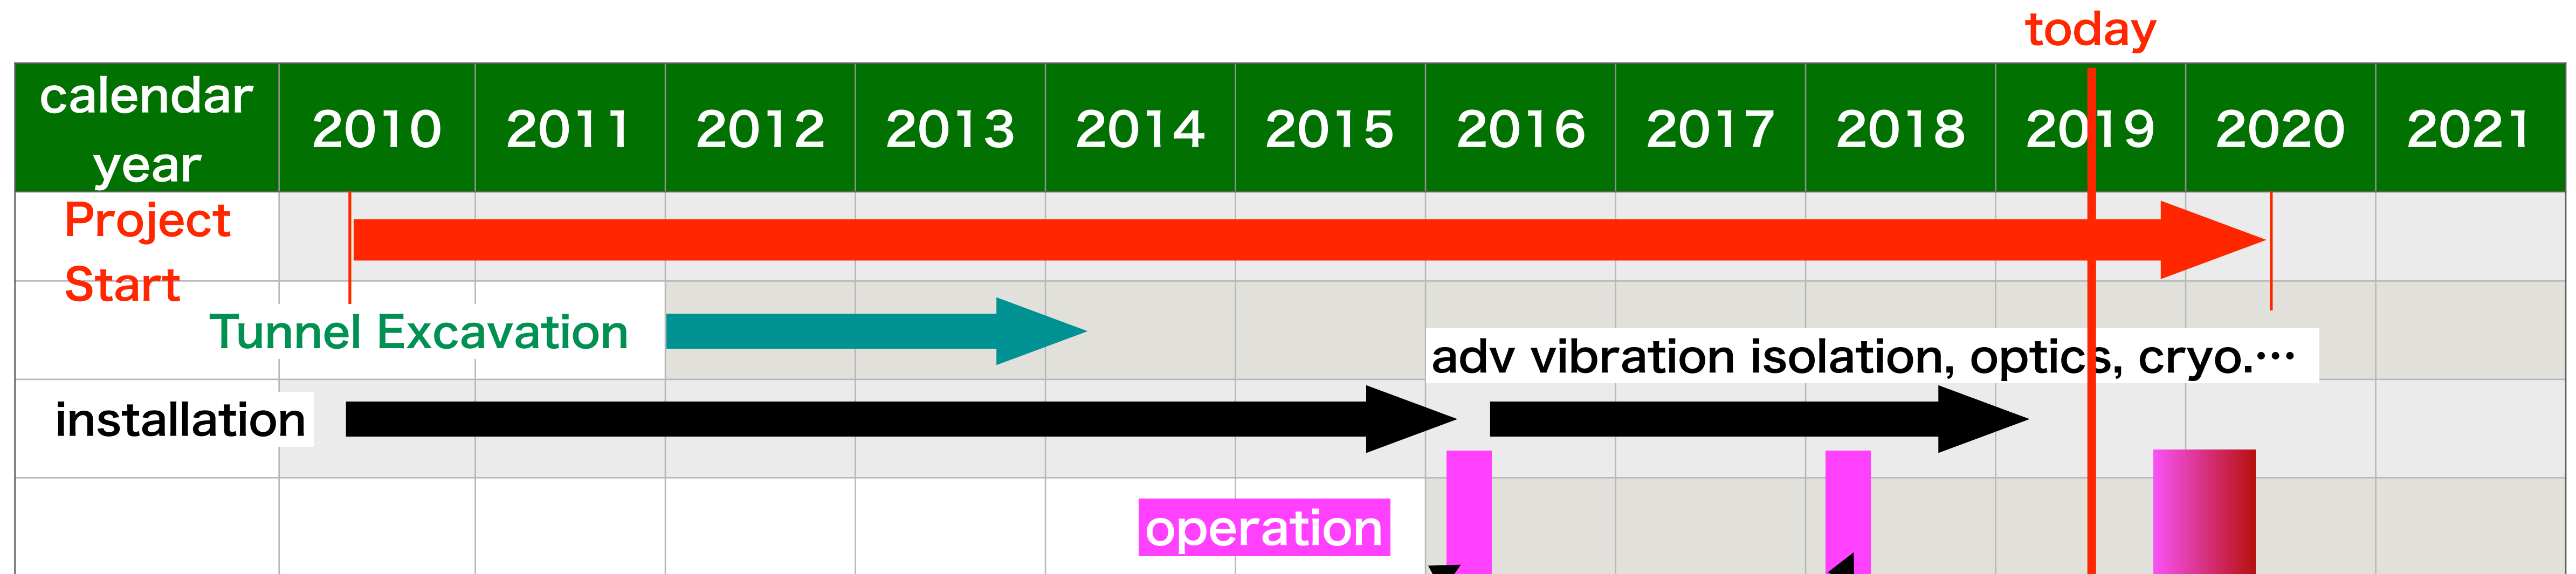 today
calendar
year
2010 2011 2012 2013 2014 2015 2016 2017 2018 2019 2020 2021
Project
Start
Tunnel Excavation
adv vibration isolation, optics, cryo.…
installation
operation